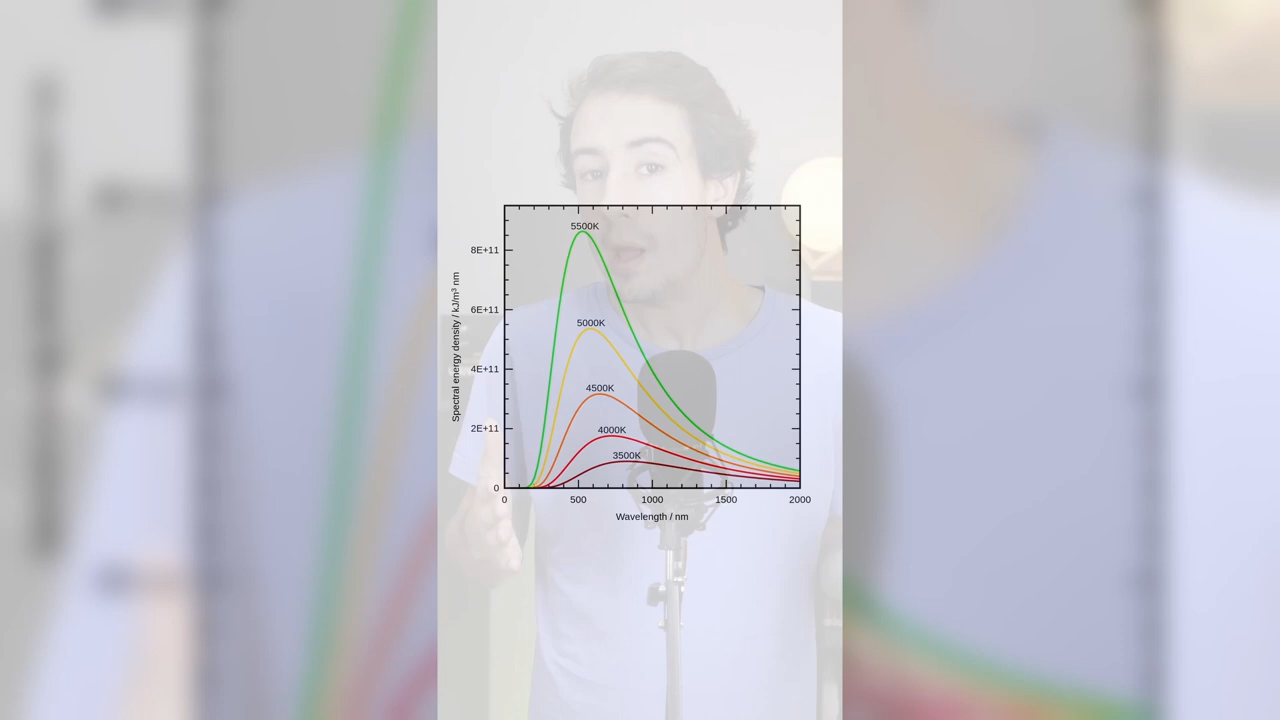 5500K
8E+11
5000K
6E+11
Spectral energy density / kJ/m³ nm
4E+11
4500K
4000K
2E+11
3500K
0
0 500 1000 1500 2000
Wavelength / nm